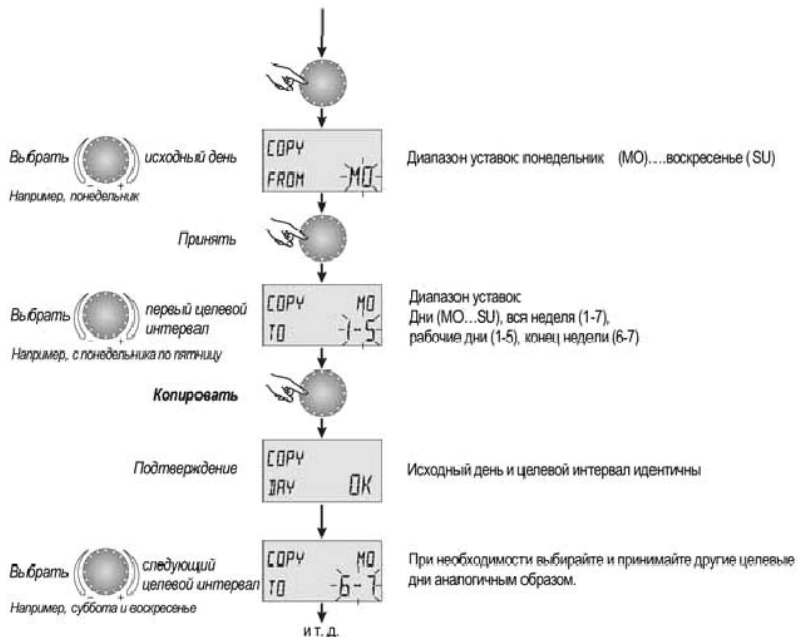 Выбрать
исходный день
Например, понедельник
– +
COPY
FROM MO
Диапазон уставок: понедельник (MO)....воскресенье ( SU)
Принять
Выбрать
первый целевой
интервал
Например, с понедельника по пятницу
– +
COPY MO
TO 1-5
Диапазон уставок:
Дни (MO...SU), вся неделя (1-7),
рабочие дни (1-5), конец недели (6-7)
Копировать
Подтверждение
COPY
DAY OK
Исходный день и целевой интервал идентичны
Выбрать
следующий
целевой интервал
Например, суббота и воскресенье
– +
COPY MO
TO 6-7
При необходимости выбирайте и принимайте другие целевые
дни аналогичным образом.
и т. д.